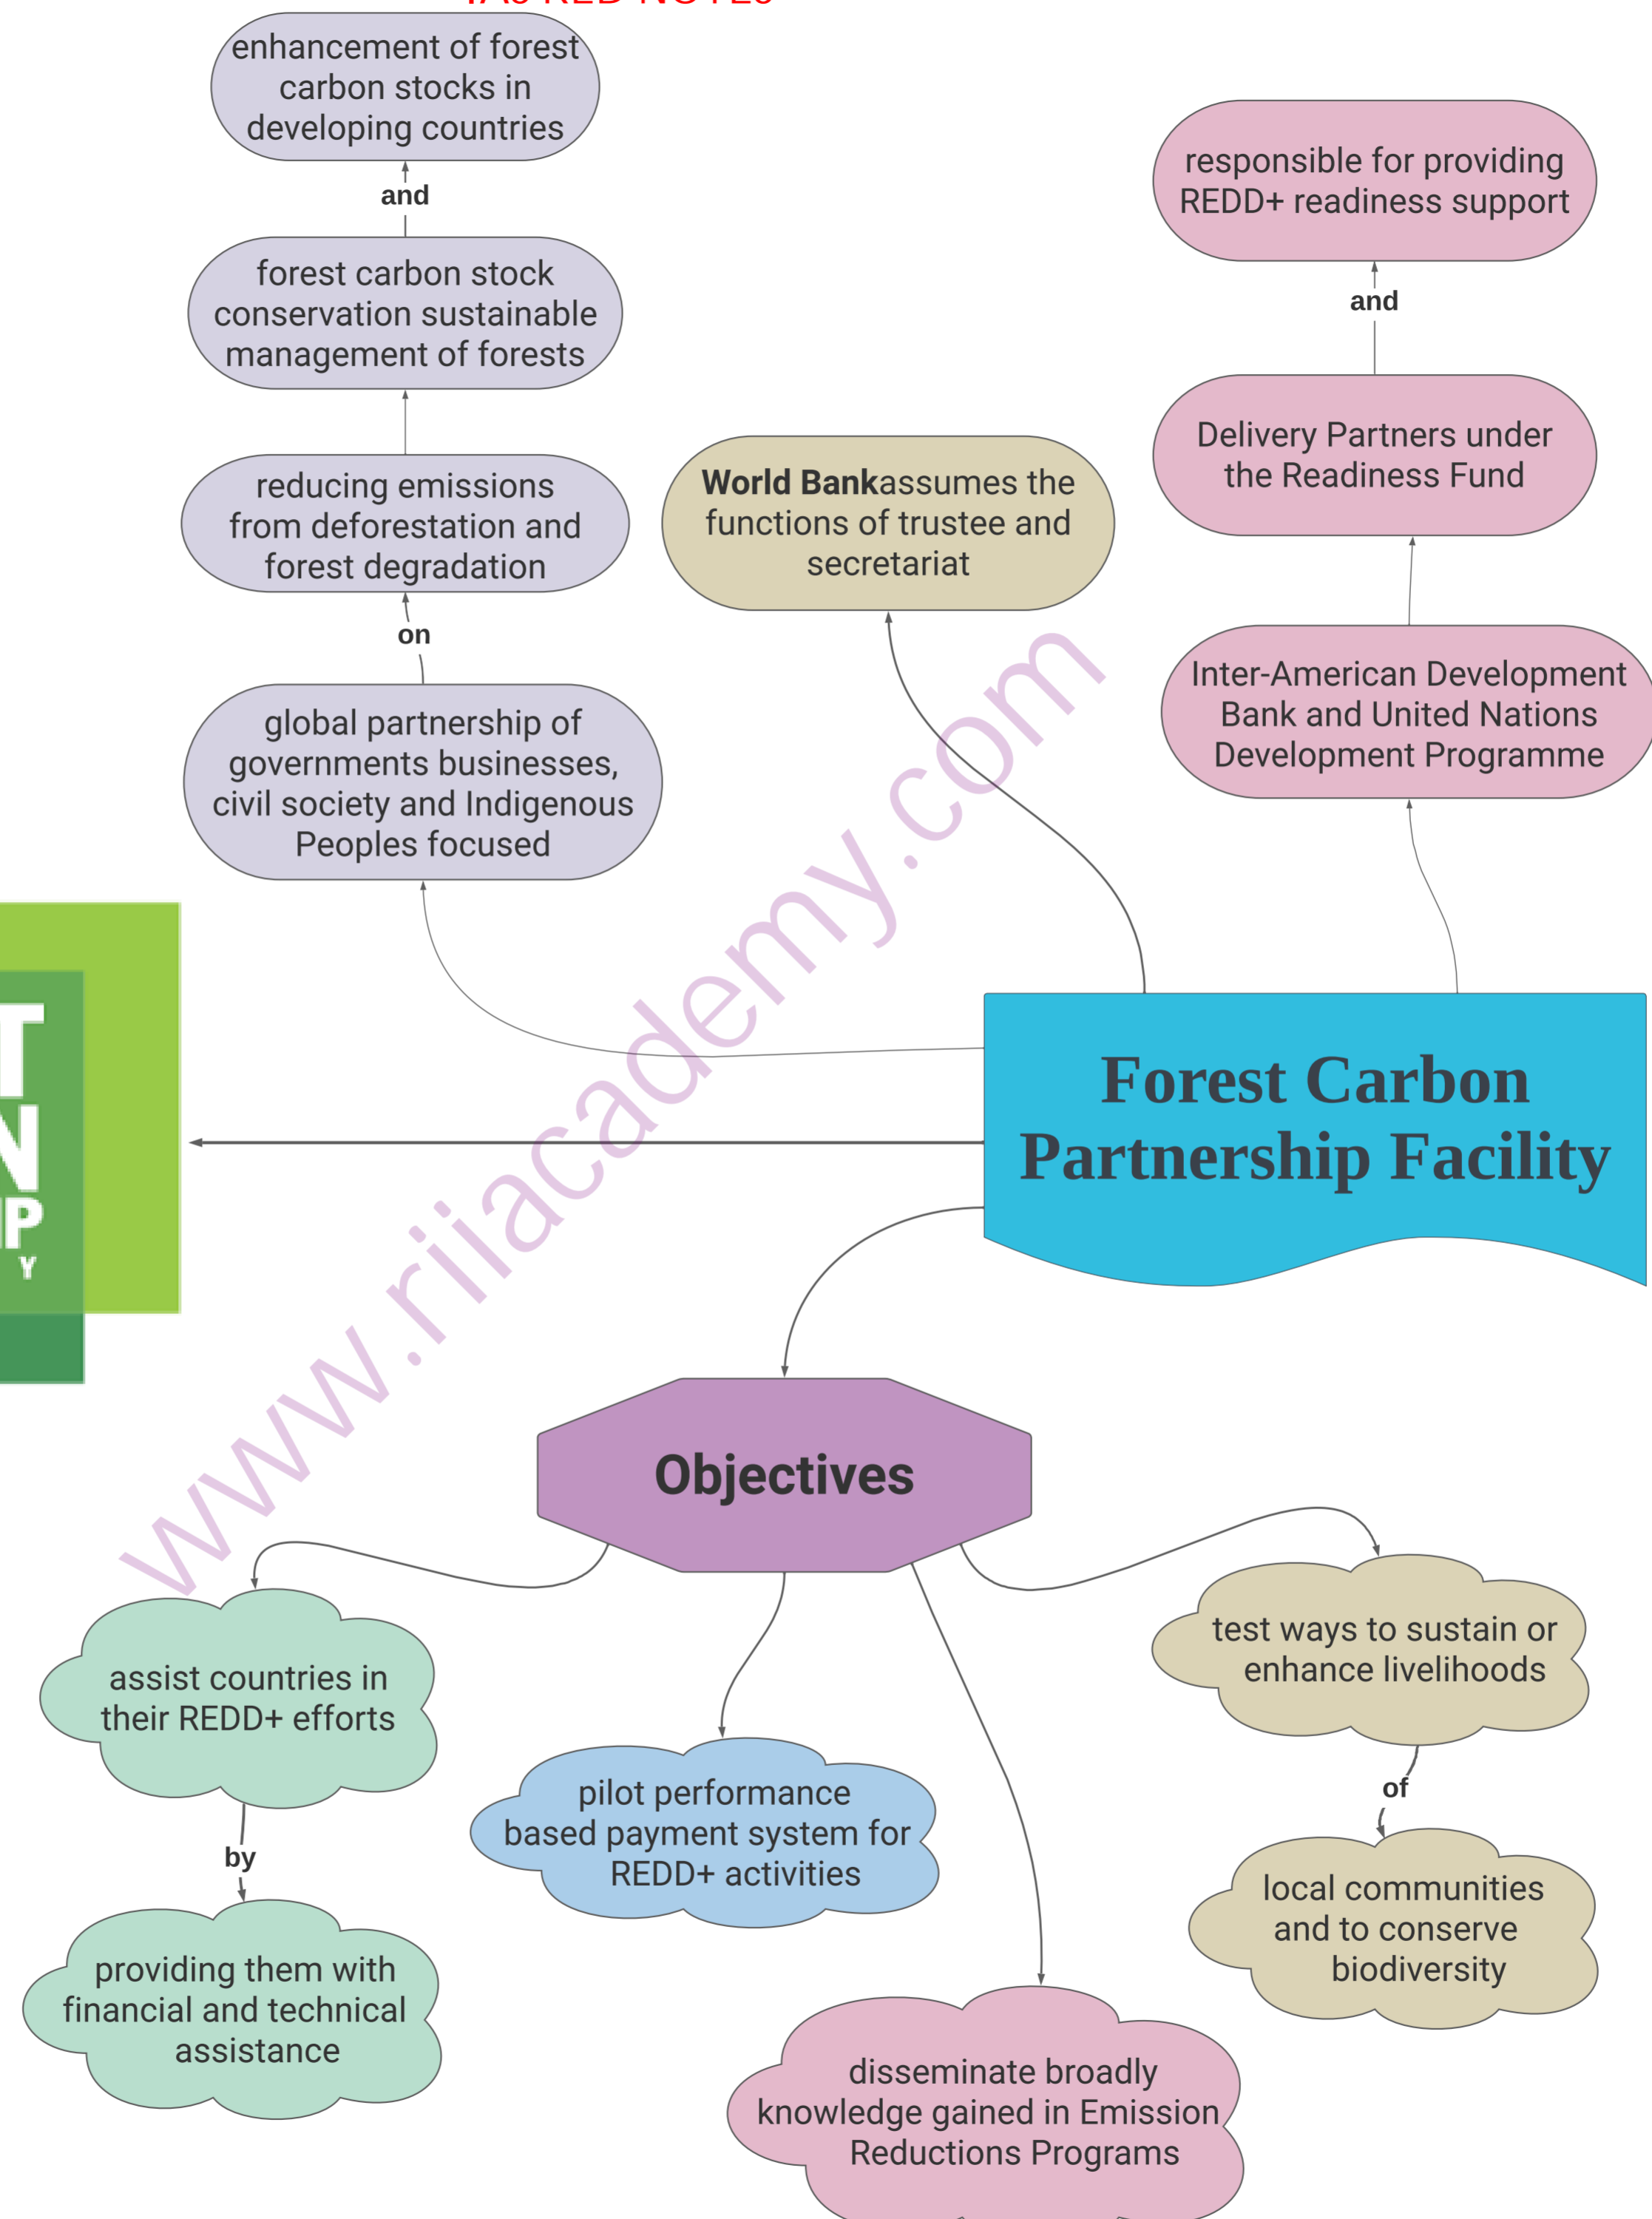 enhancement of forest
carbon stocks in
developing countries
and
forest carbon stock
conservation sustainable
management of forests
reducing emissions
from deforestation and
forest degradation
on
global partnership of
governments businesses,
civil society and Indigenous
Peoples focused
World Bankassumes the
functions of trustee and
secretariat
responsible for providing
REDD+ readiness support
and
Delivery Partners under
the Readiness Fund
Inter-American Development
Bank and United Nations
Development Programme
Forest Carbon
Partnership Facility
Objectives
assist countries in
their REDD+ efforts
by
providing them with
financial and technical
assistance
pilot performance
based payment system for
REDD+ activities
disseminate broadly
knowledge gained in Emission
Reductions Programs
test ways to sustain or
enhance livelihoods
of
local communities
and to conserve
biodiversity